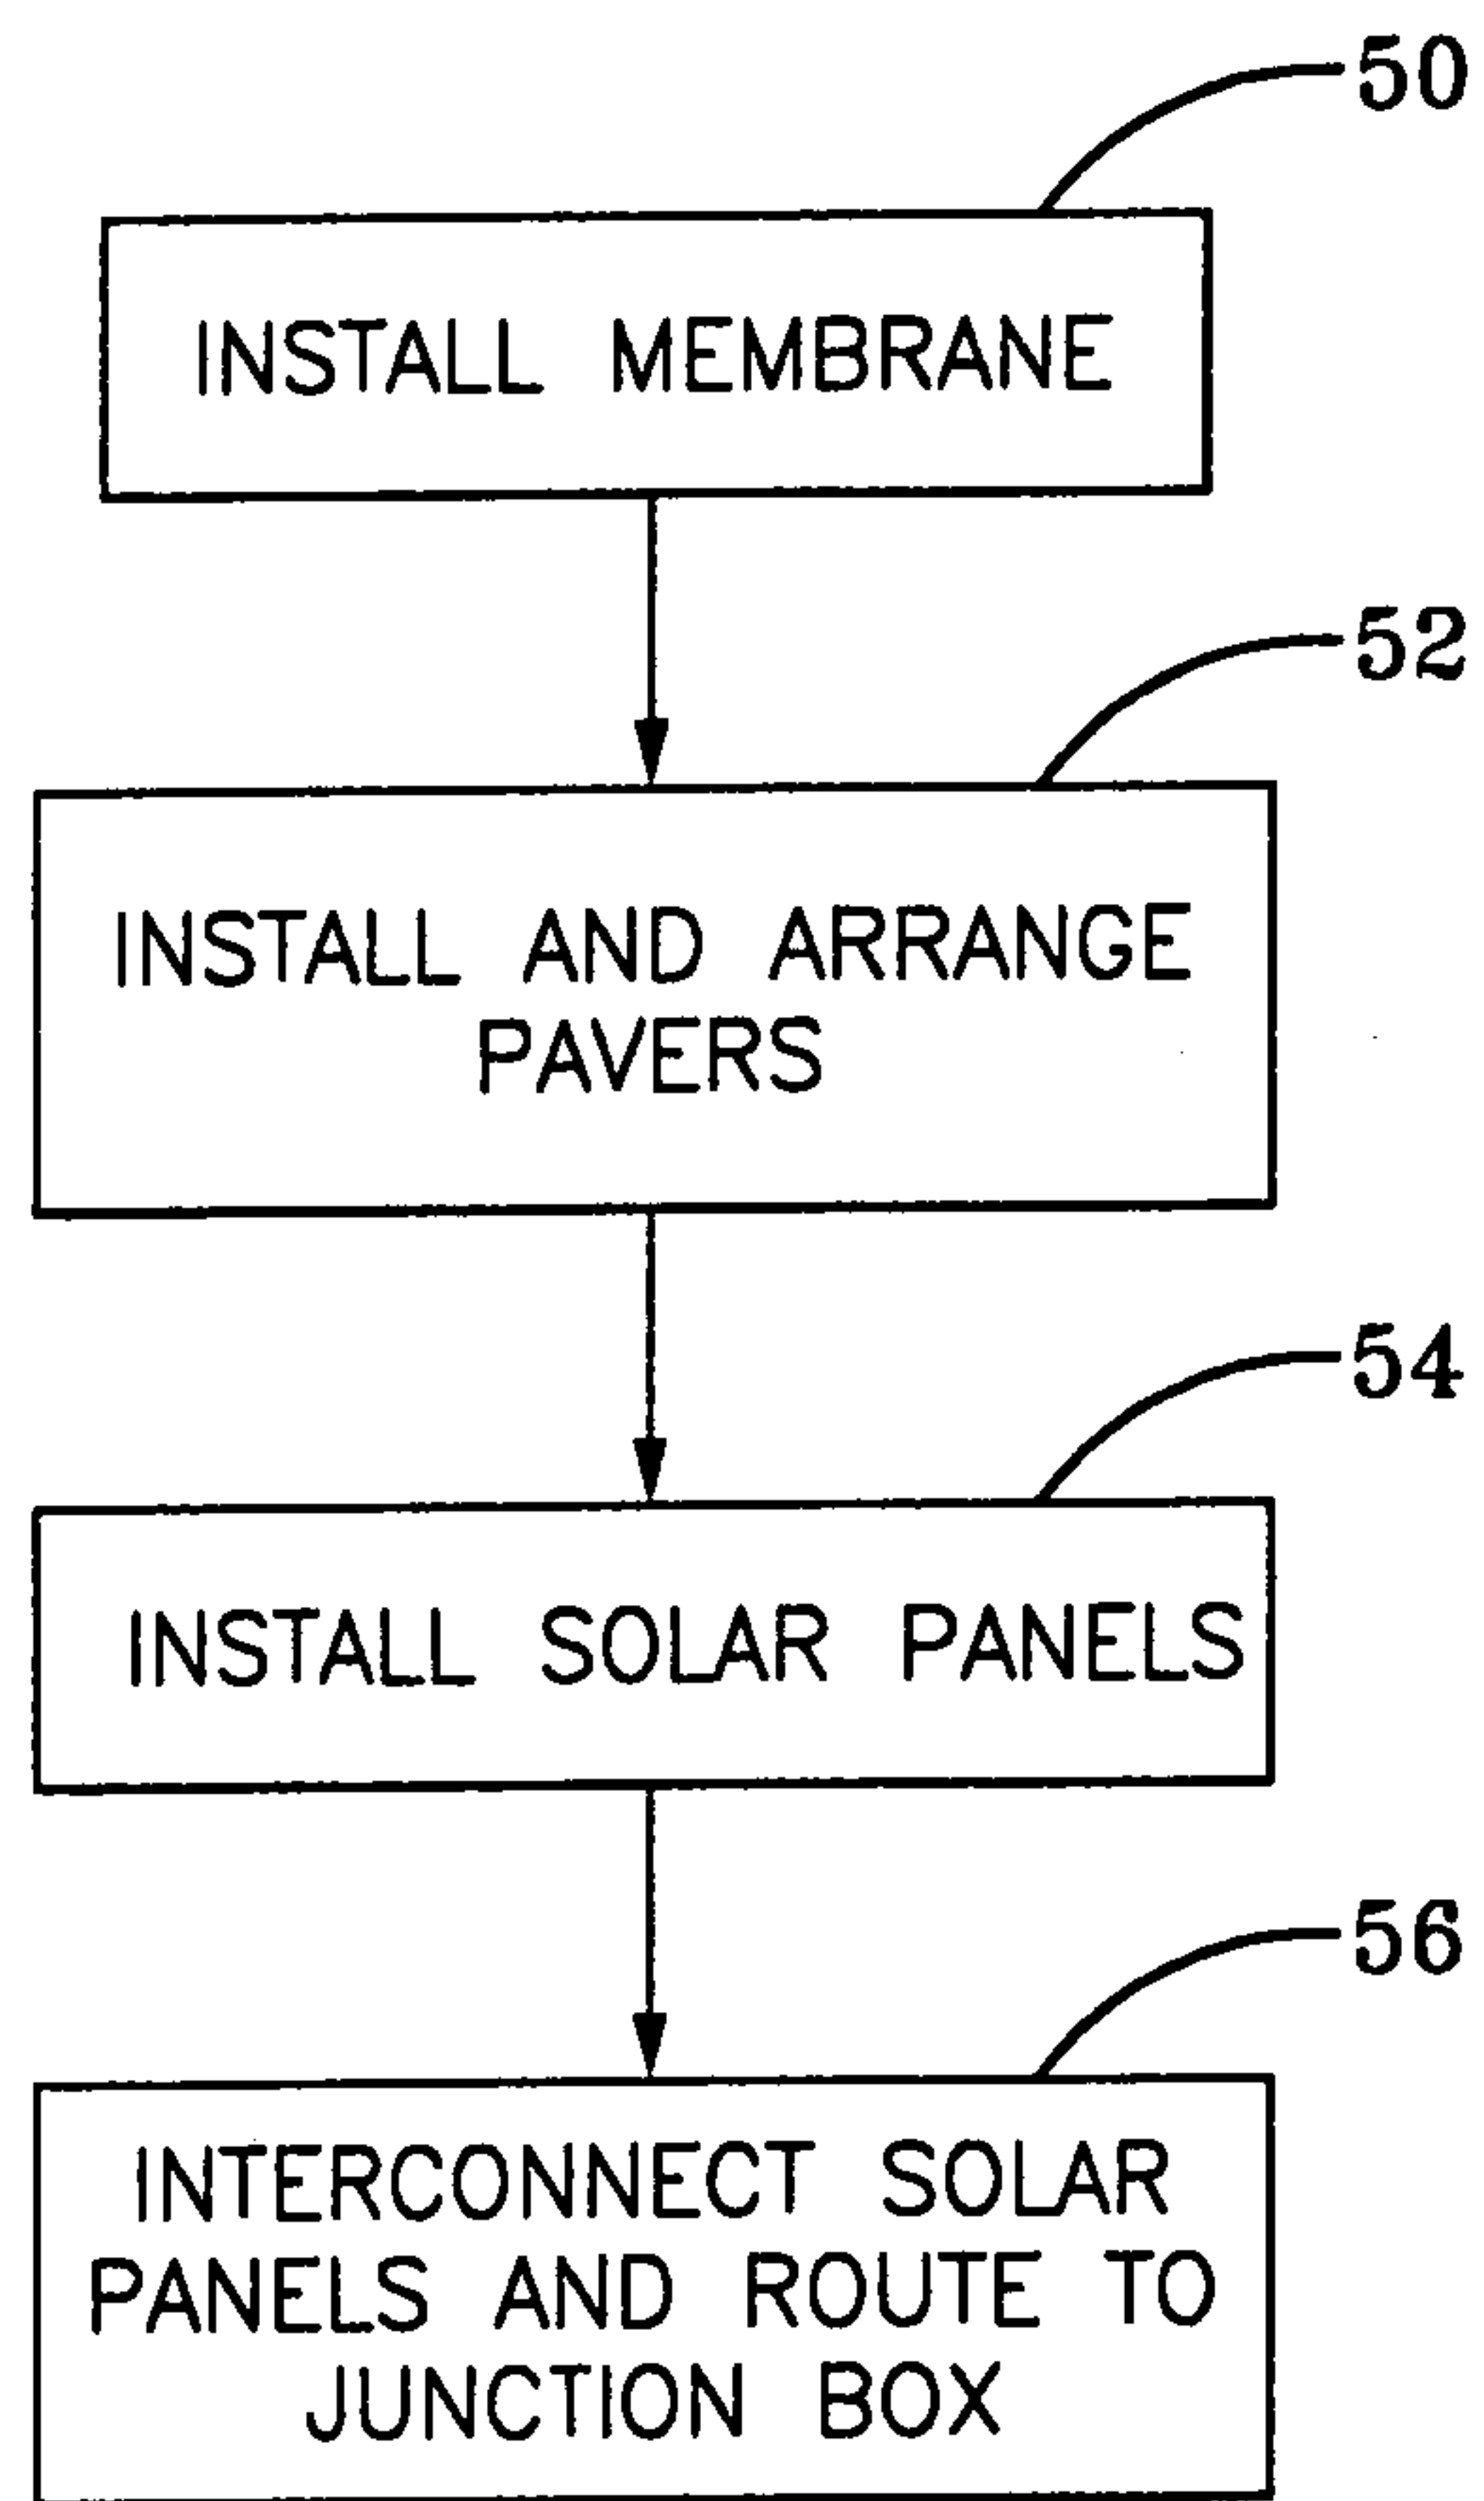 50
INSTALL MEMBRANE
52
INSTALL AND ARRANGE
PAVERS
54
INSTALL SOLAR PANELS
56
INTERCONNECT SOLAR
PANELS AND ROUTE TO
JUNCTION BOX